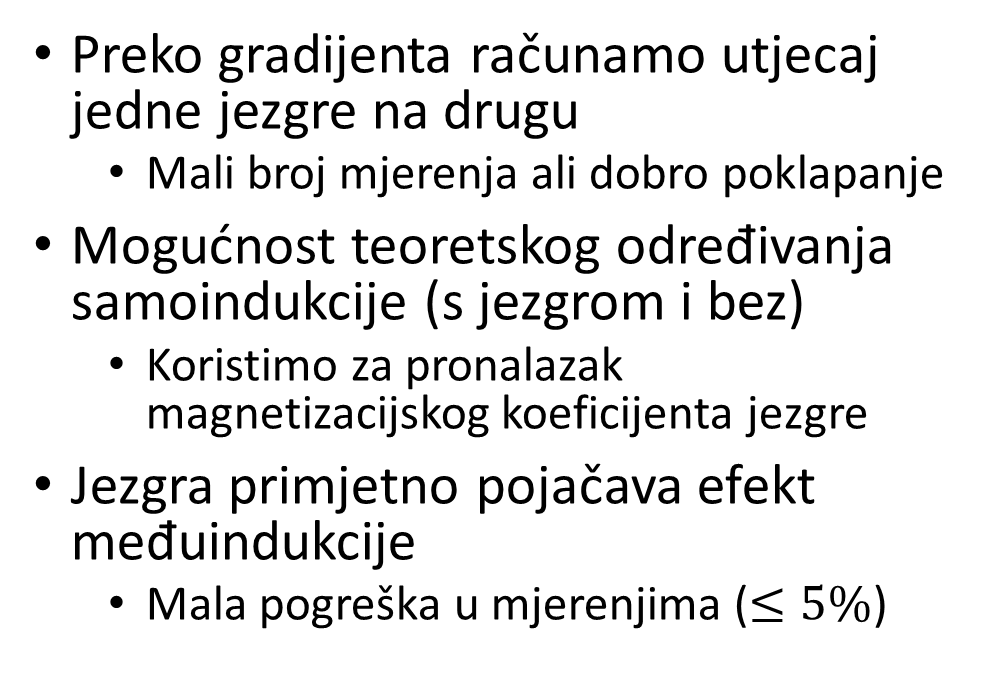 • Preko gradijenta računamo utjecaj
jedne jezgre na drugu
• Mali broj mjerenja ali dobro poklapanje
• Mogućnost teoretskog određivanja
samoindukcije (s jezgrom i bez)
• Koristimo za pronalazak
magnetizacijskog koeficijenta jezgre
• Jezgra primjetno pojačava efekt
međuindukcije
• Mala pogreška u mjerenjima (≤ 5%)